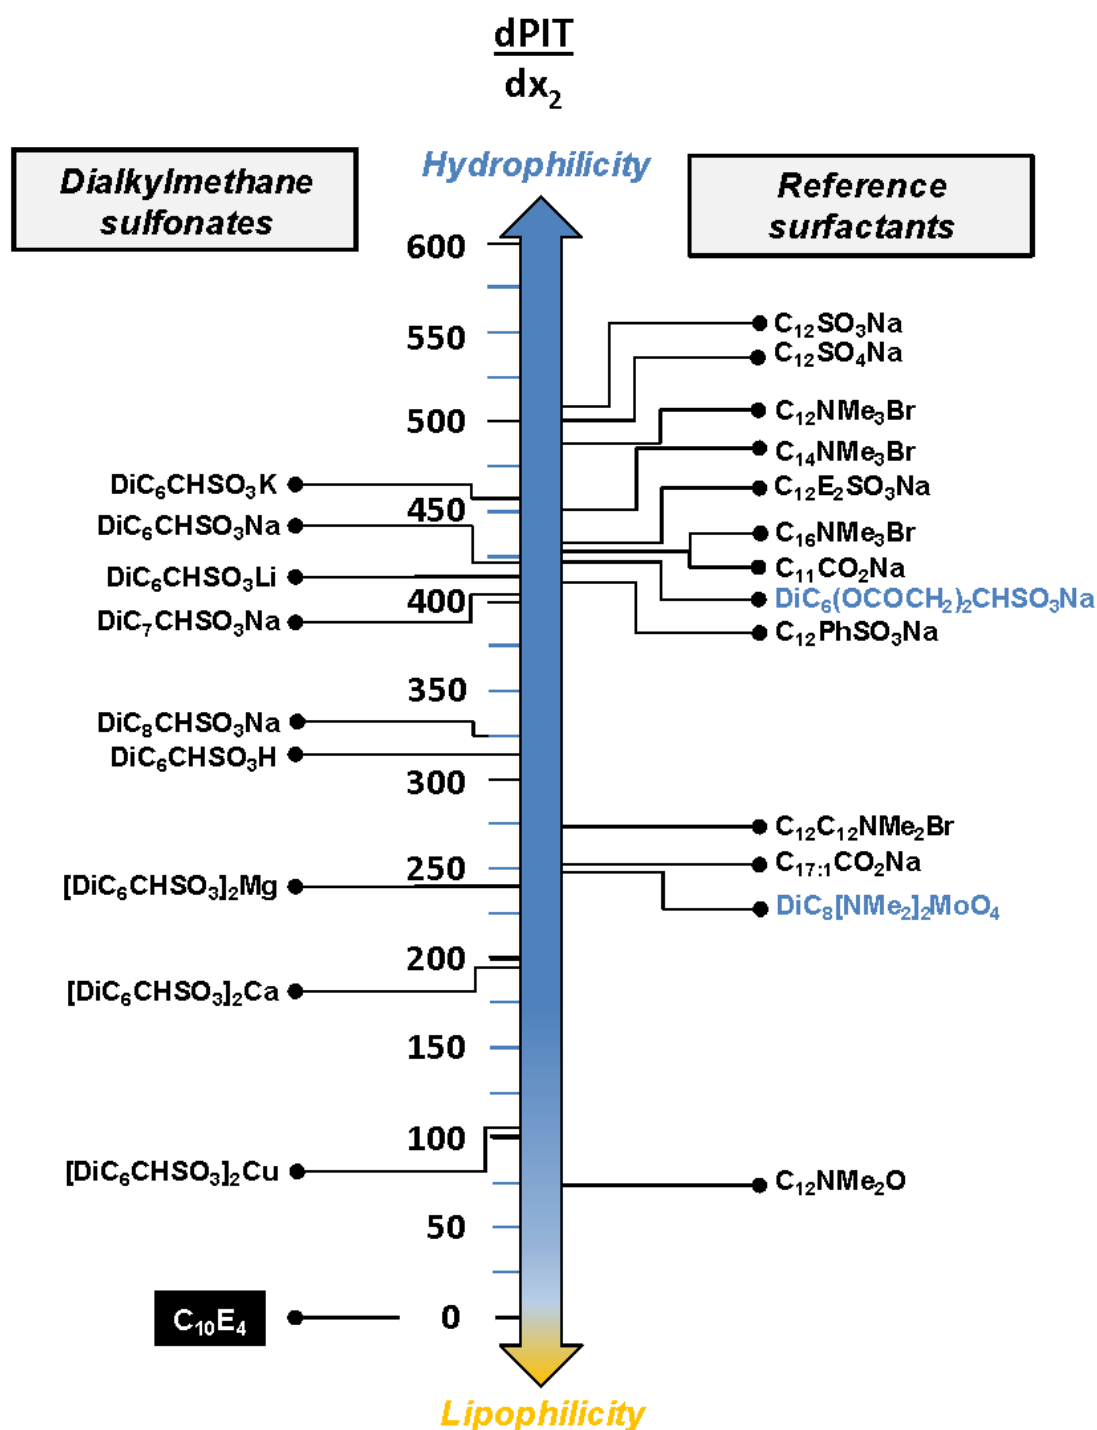 dPIT
dx₂
Hydrophilicity
Dialkylmethane
sulfonates
Reference
surfactants
600
550
500
450
400
350
300
250
200
150
100
50
0
DiC₆CHSO₃K
DiC₆CHSO₃Na
DiC₆CHSO₃Li
DiC₇CHSO₃Na
DiC₈CHSO₃Na
DiC₆CHSO₃H
[DiC₆CHSO₃]₂Mg
[DiC₆CHSO₃]₂Ca
[DiC₆CHSO₃]₂Cu
C₁₀E₄
C₁₂SO₃Na
C₁₂SO₄Na
C₁₂NMe₃Br
C₁₄NMe₃Br
C₁₂E₂SO₃Na
C₁₆NMe₃Br
C₁₁CO₂Na
DiC₆(OCOCH₂)₂CHSO₃Na
C₁₂PhSO₃Na
C₁₂C₁₂NMe₂Br
C₁₇:₁CO₂Na
DiC₈[NMe₂]₂MoO₄
C₁₂NMe₂O
Lipophilicity